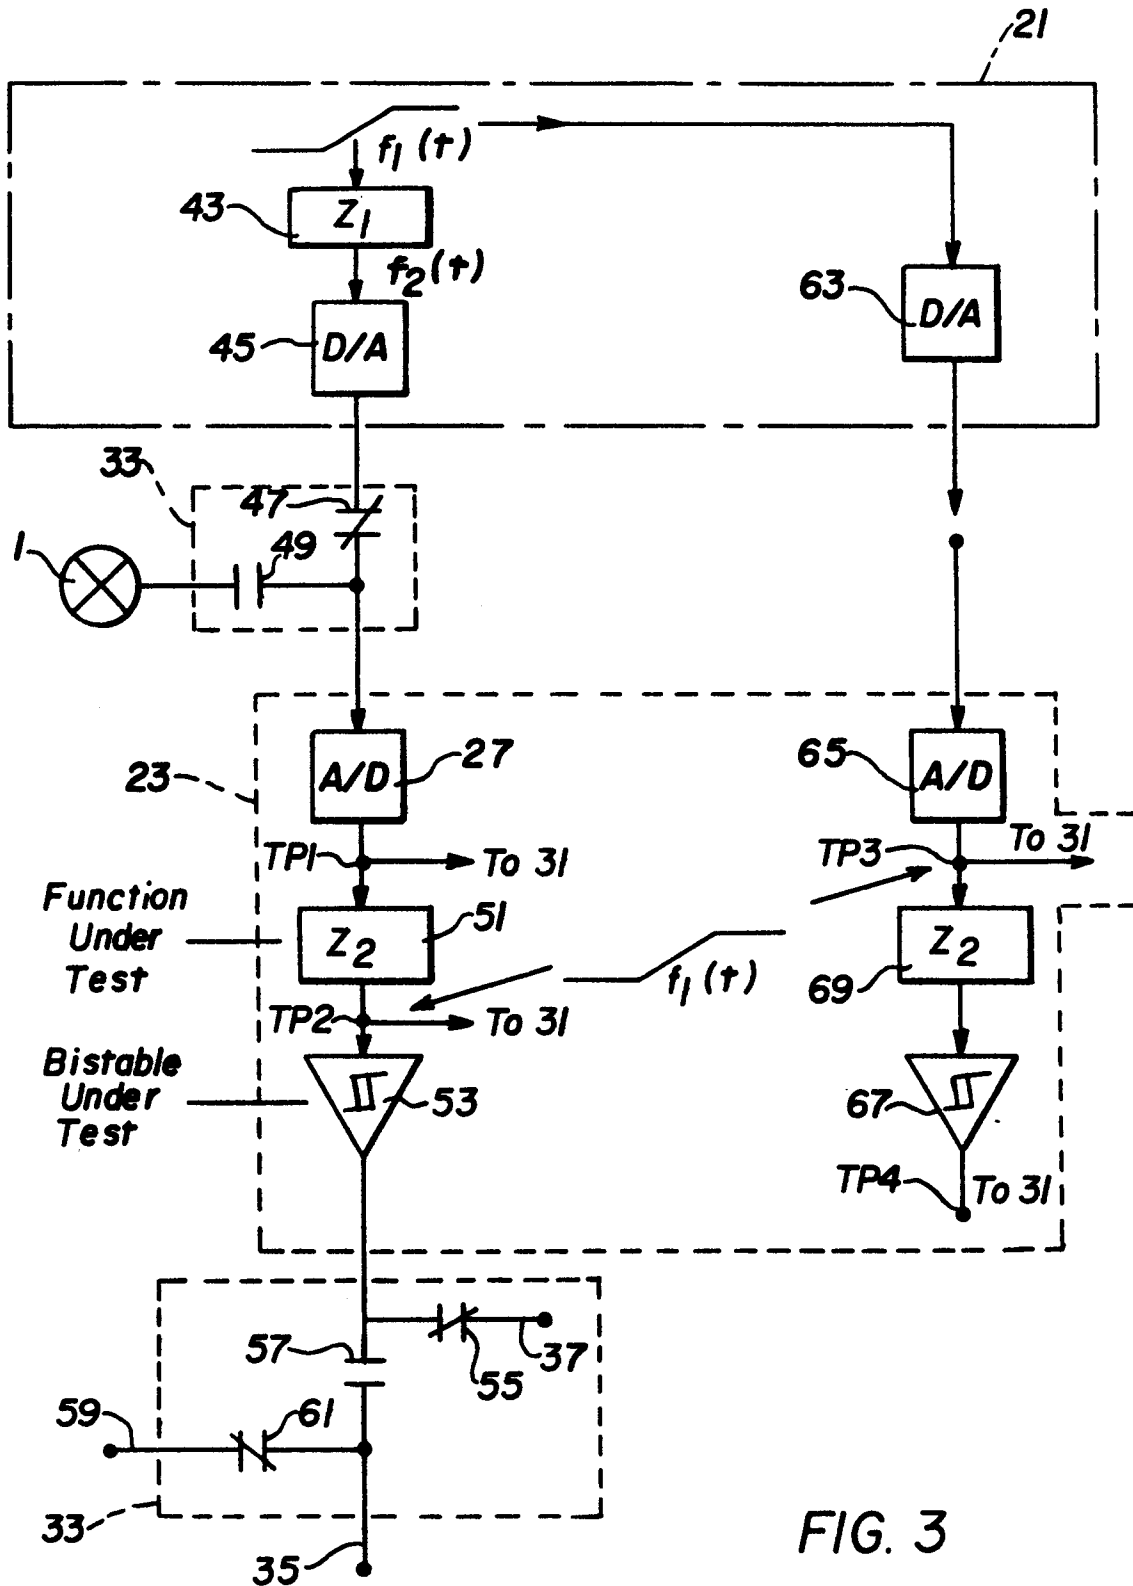 21
f1 (t)
43
Z1
f2 (t)
63
D/A
45
D/A
33
47
1
49
A/D
27
65
A/D
23
TP1
To 31
TP3
To 31
Function
Under
Test
51
Z2
Z2
f1 (t)
69
TP2
To 31
Bistable
Under
Test
53
67
TP4
To 31
57
55
37
59
61
33
35
FIG. 3